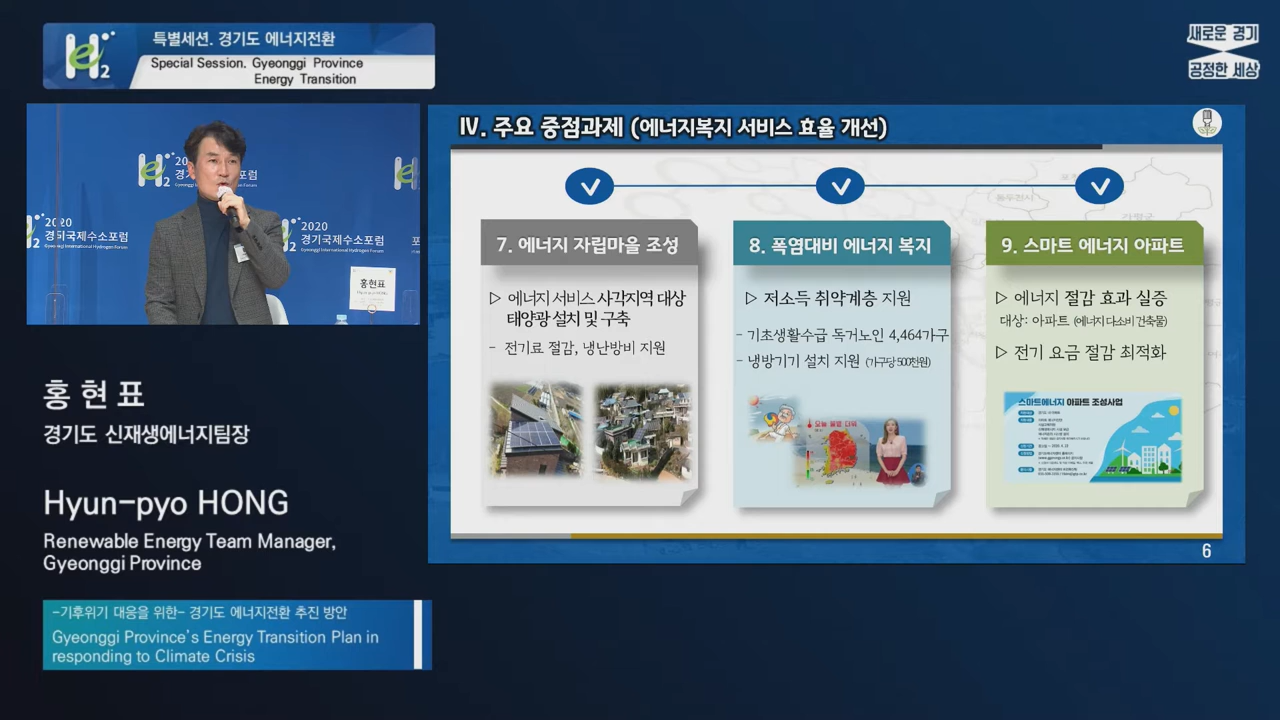 특별세션. 경기도 에너지전환
Special Session. Gyeonggi Province
Energy Transition
새로운 경기
공정한 세상
2020
경기국제수소포럼
Gyeonggi International Hydrogen Forum
홍현표
IV. 주요 중점과제 (에너지복지 서비스 효율 개선)
7. 에너지 자립마을 조성
▷ 에너지 서비스 사각지역 대상
태양광 설치 및 구축
- 전기료 절감, 냉난방비 지원
8. 폭염대비 에너지 복지
▷ 저소득 취약계층 지원
- 기초생활수급 독거노인 4,464가구
- 냉방기기 설치 지원 (가구당 500천원)
오늘 불볕 더위
9. 스마트 에너지 아파트
▷ 에너지 절감 효과 실증
대상: 아파트 (에너지 다소비 건축물)
▷ 전기 요금 절감 최적화
스마트에너지 아파트 조성사업
6
홍현표
경기도 신재생에너지팀장
Hyun-pyo HONG
Renewable Energy Team Manager,
Gyeonggi Province
-기후위기 대응을 위한- 경기도 에너지전환 추진 방안
Gyeonggi Province's Energy Transition Plan in
responding to Climate Crisis